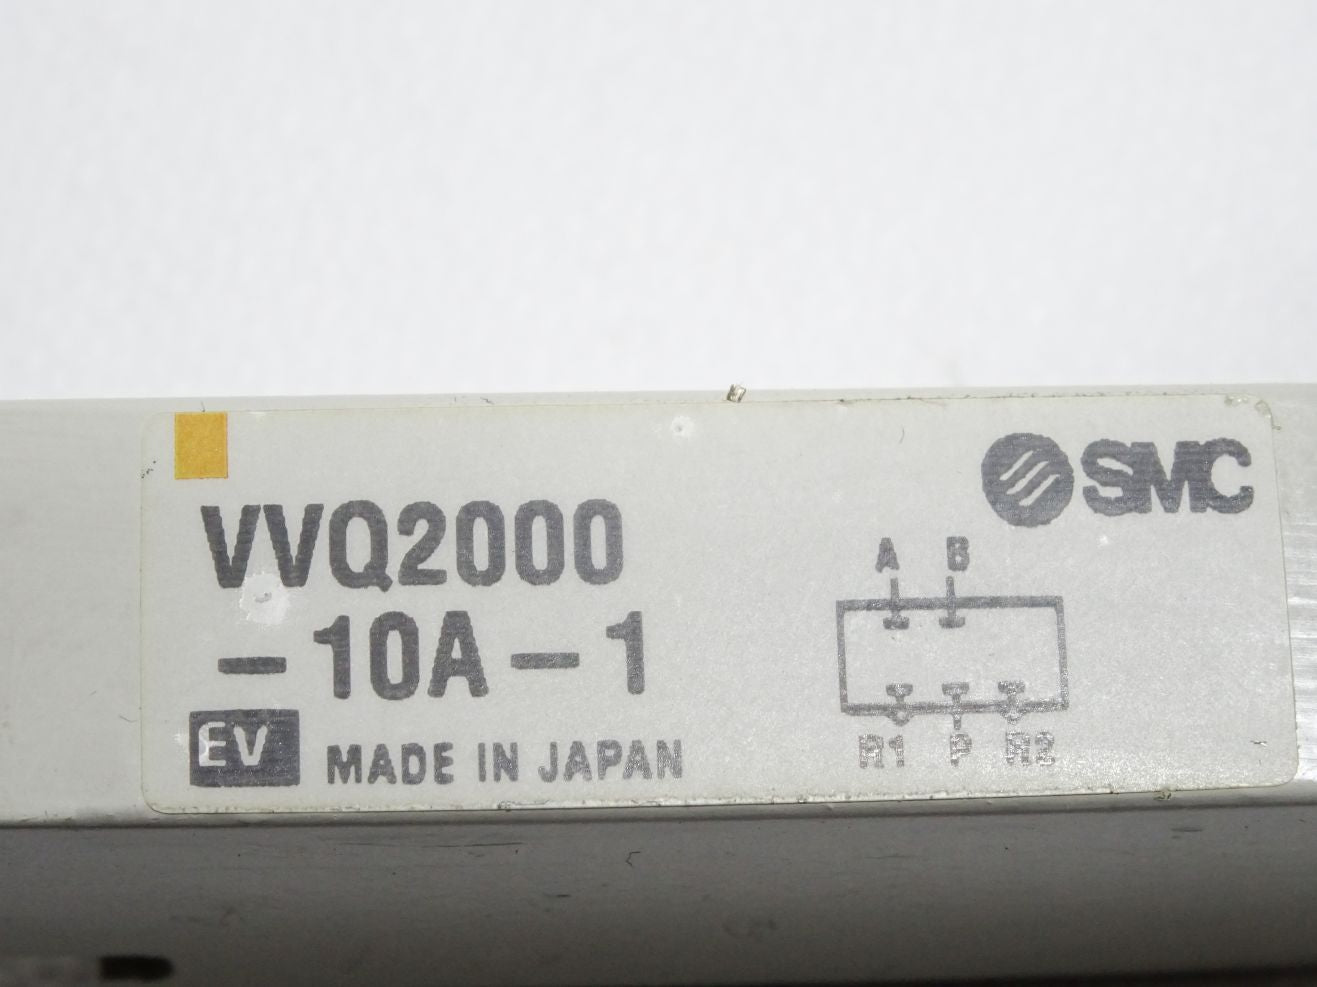 SMC
VVQ2000
-10A-1
EV MADE IN JAPAN
A B
R1 P R2